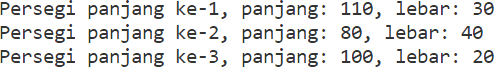 Persegi panjang ke-1, panjang: 110, lebar: 30
Persegi panjang ke-2, panjang: 80, lebar: 40
Persegi panjang ke-3, panjang: 100, lebar: 20